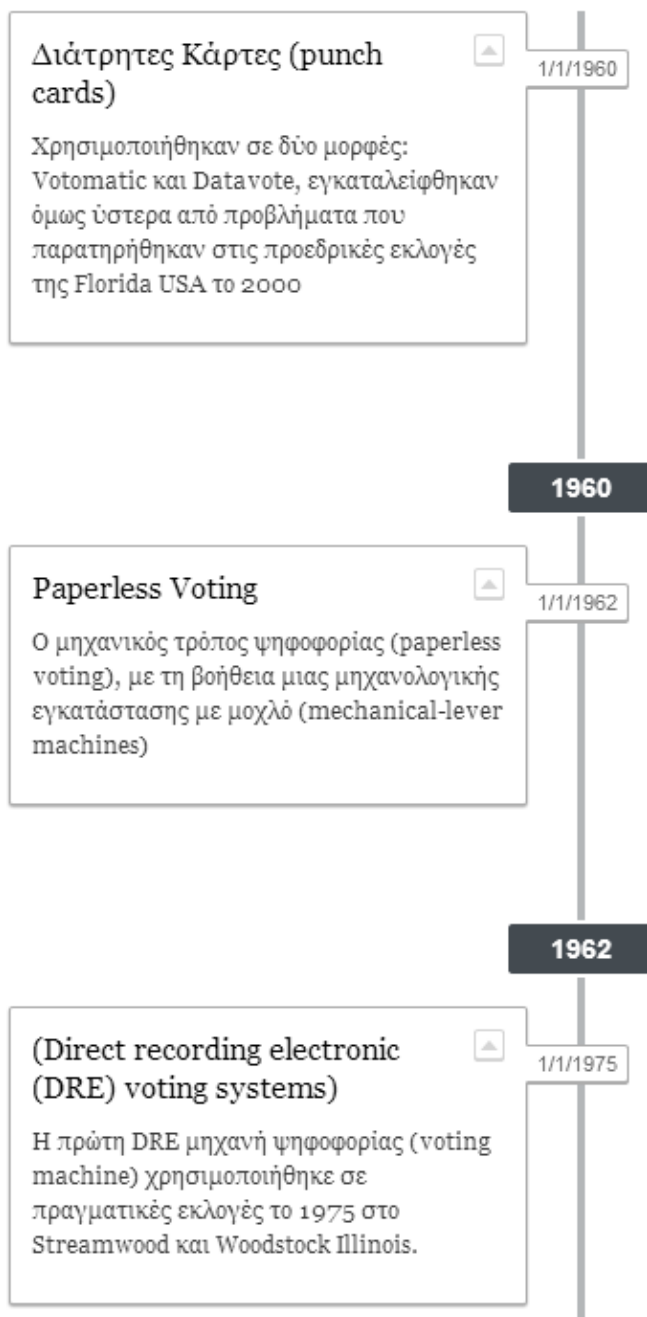 Διάτρητες Κάρτες (punch
cards)
1/1/1960
Χρησιμοποιήθηκαν σε δύο μορφές:
Votomatic και Datavote, εγκαταλείφθηκαν
όμως ύστερα από προβλήματα που
παρατηρήθηκαν στις προεδρικές εκλογές
της Florida USA το 2000
1960
Paperless Voting
1/1/1962
Ο μηχανικός τρόπος ψηφοφορίας (paperless
voting), με τη βοήθεια μιας μηχανολογικής
εγκατάστασης με μοχλό (mechanical-lever
machines)
1962
(Direct recording electronic
(DRE) voting systems)
1/1/1975
Η πρώτη DRE μηχανή ψηφοφορίας (voting
machine) χρησιμοποιήθηκε σε
πραγματικές εκλογές το 1975 στο
Streamwood και Woodstock Illinois.